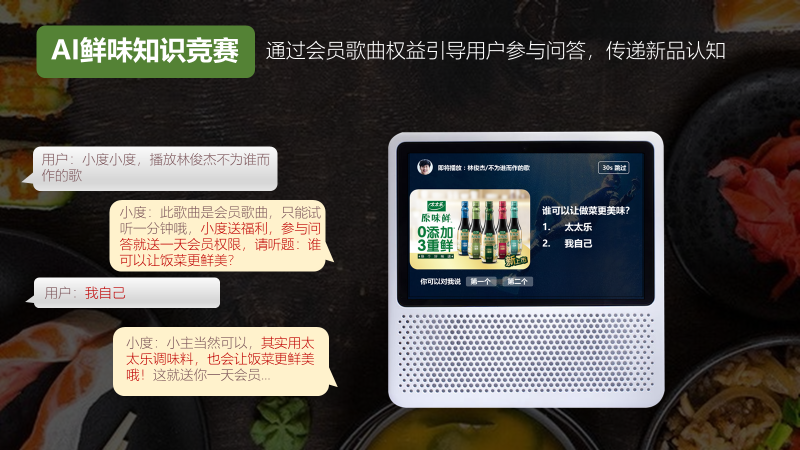 AI鲜味知识竞赛
通过会员歌曲权益引导用户参与问答，传递新品认知
用户：小度小度，播放林俊杰不为谁而
作的歌
小度：此歌曲是会员歌曲，只能试
听一分钟哦，小度送福利，参与问
答就送一天会员权限，请听题：谁
可以让饭菜更鲜美？
用户：我自己
小度：小主当然可以，其实用太
太乐调味料，也会让饭菜更鲜美
哦！这就送你一天会员...
即将播放：林俊杰/不为谁而作的歌
30s 跳过
太太乐
原味鲜
0添加
3重鲜
新上市
谁可以让做菜更美味？
1. 太太乐
2. 我自己
你可以对我说 第一个 第二个